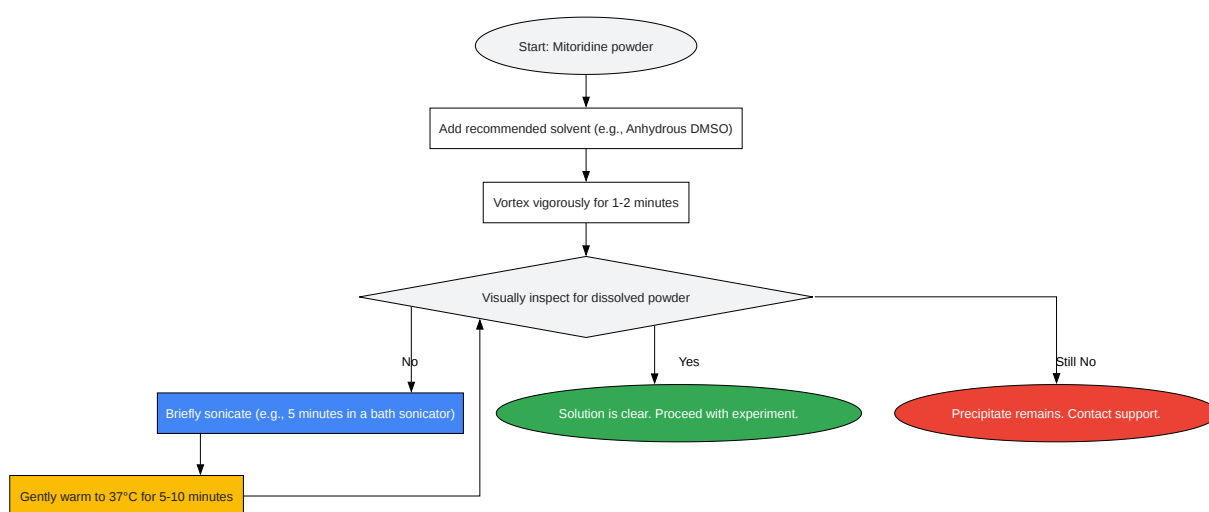 Start: Mitoridine powder
Add recommended solvent (e.g., Anhydrous DMSO)
Vortex vigorously for 1-2 minutes
Visually inspect for dissolved powder
No
Yes
Still No
Briefly sonicate (e.g., 5 minutes in a bath sonicator)
Solution is clear. Proceed with experiment.
Precipitate remains. Contact support.
Gently warm to 37°C for 5-10 minutes